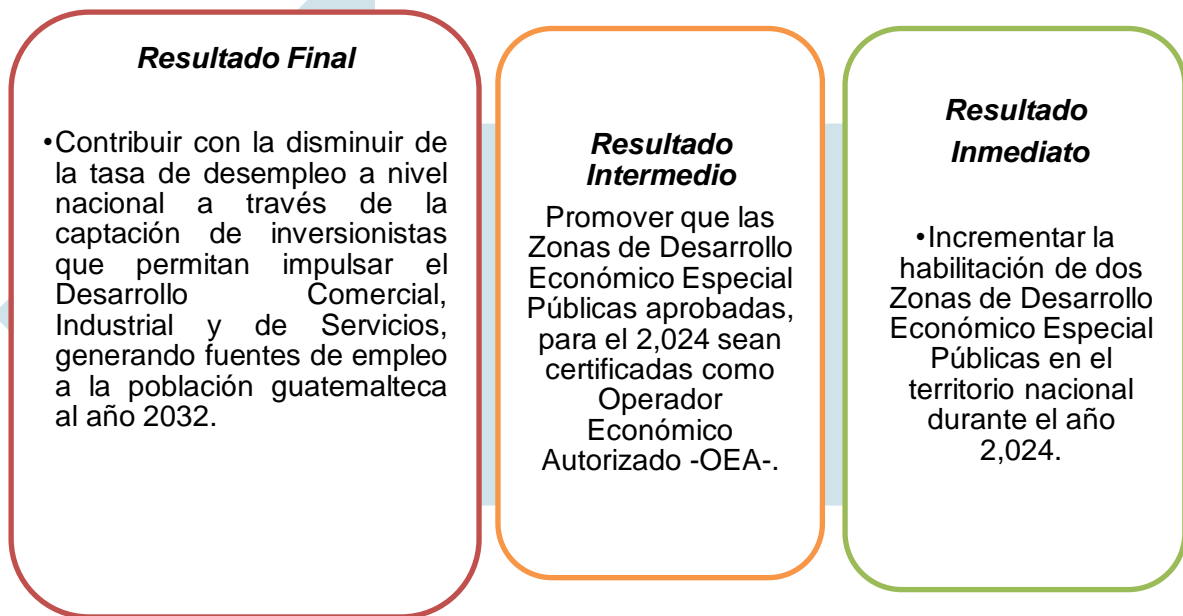 Resultado Final
•Contribuir con la disminuir de
la tasa de desempleo a nivel
nacional a través de la
captación de inversionistas
que permitan impulsar el
Desarrollo Comercial,
Industrial y de Servicios,
generando fuentes de empleo
a la población guatemalteca
al año 2032.
Resultado
Intermedio
Promover que las
Zonas de Desarrollo
Económico Especial
Públicas aprobadas,
para el 2,024 sean
certificadas como
Operador
Económico
Autorizado -OEA-.
Resultado
Inmediato
•Incrementar la
habilitación de dos
Zonas de Desarrollo
Económico Especial
Públicas en el
territorio nacional
durante el año
2,024.